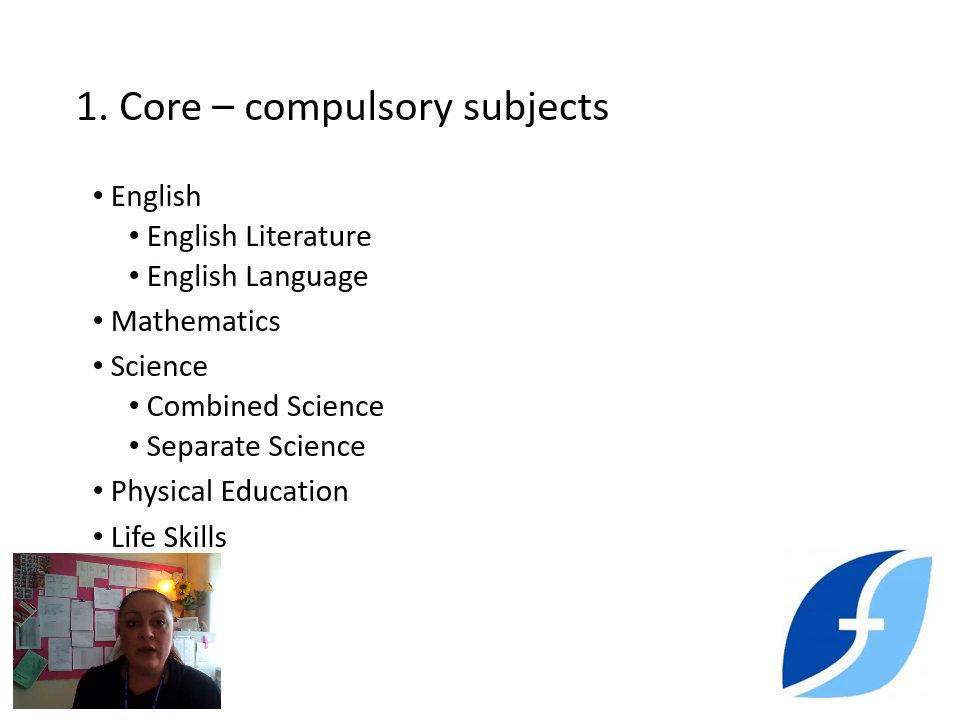 1. Core – compulsory subjects
• English
• English Literature
• English Language
• Mathematics
• Science
• Combined Science
• Separate Science
• Physical Education
• Life Skills